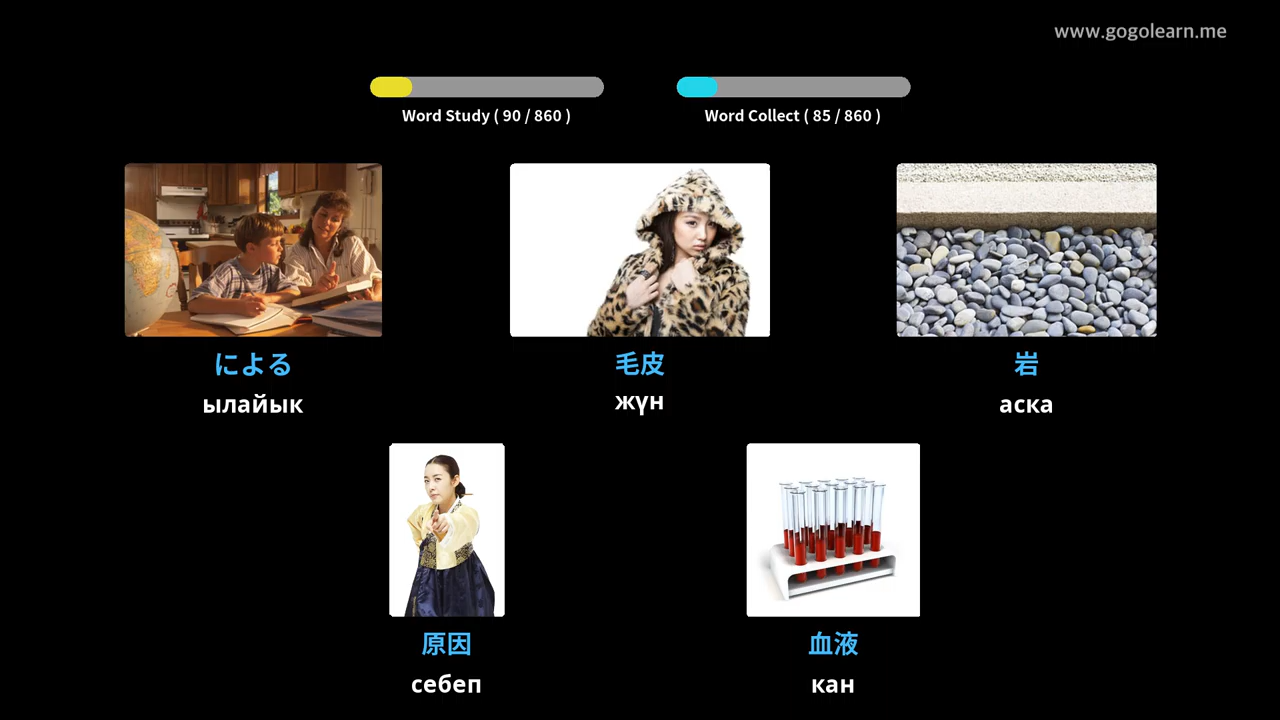 www.gogolearn.me
Word Study ( 90 / 860 )
Word Collect ( 85 / 860 )
による
ылайык
毛皮
жүн
岩
аска
原因
себеп
血液
кан